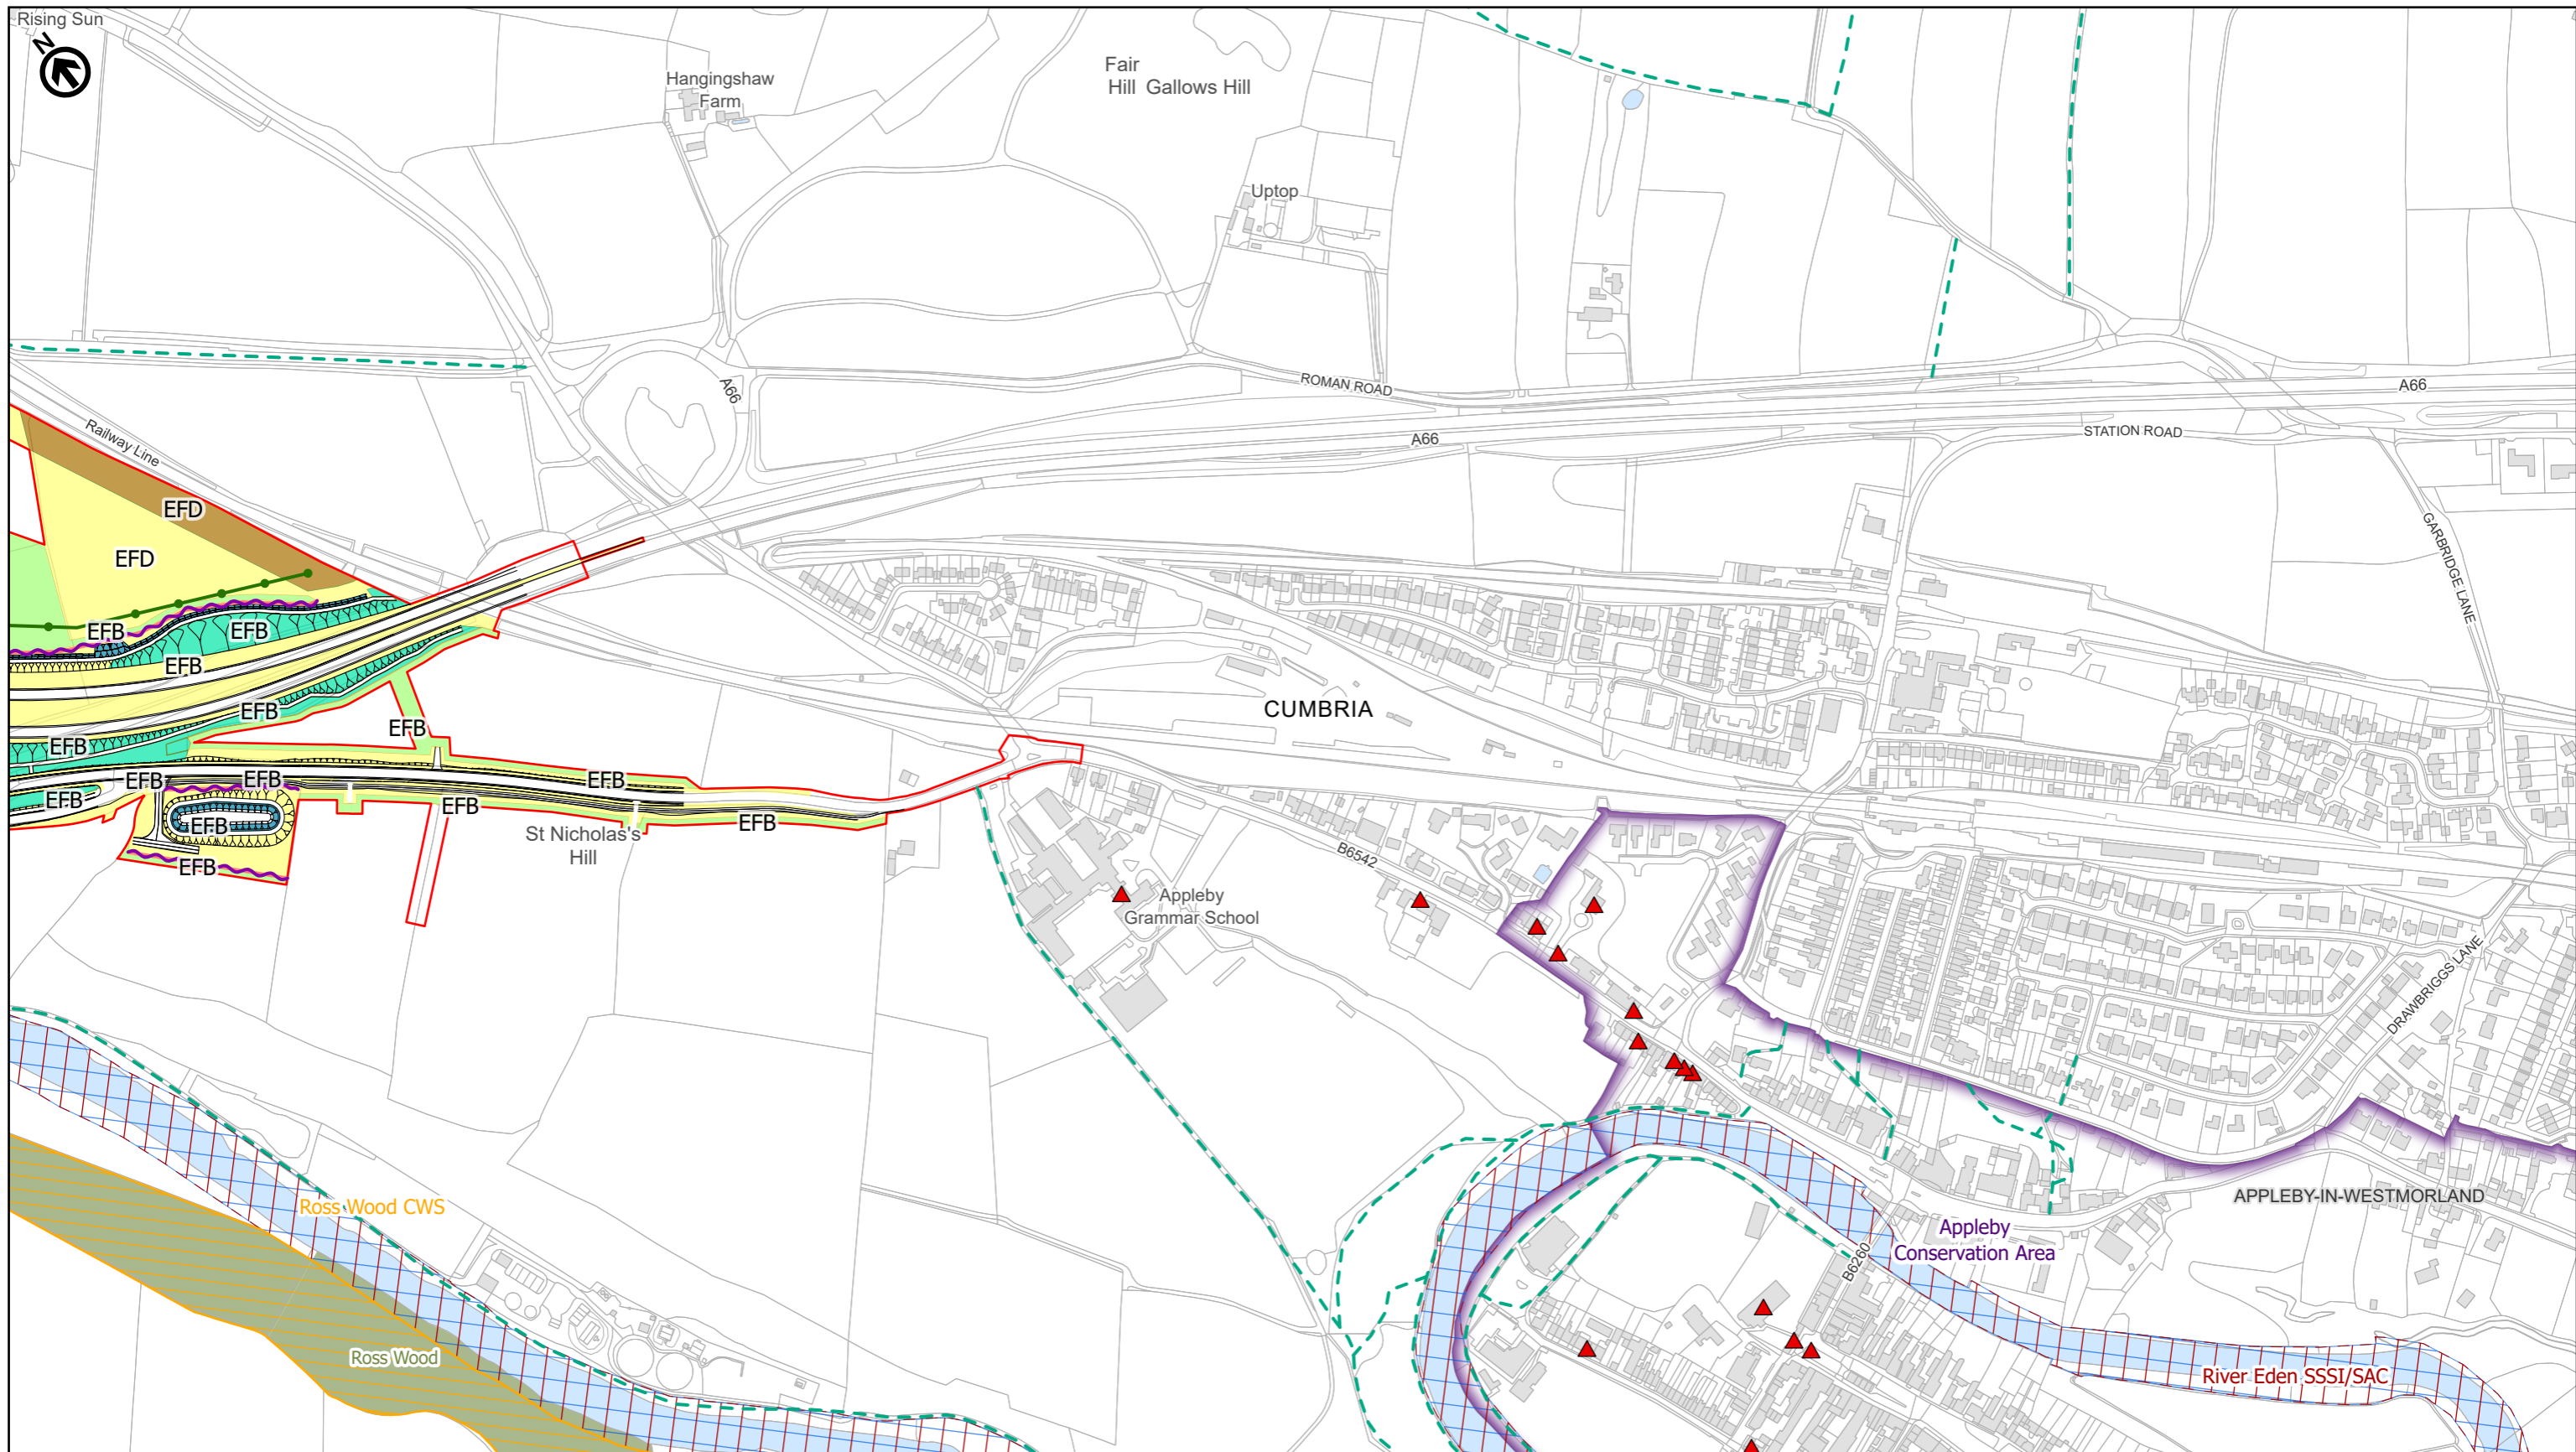 Rising Sun
N
Hangingshaw
Farm
Fair
Hill Gallows Hill
Uptop
ROMAN ROAD
A66
A66
A66
STATION ROAD
Railway Line
GARBRIDGE LANE
EFD
EFD
EFB
EFB
EFB
EFB
EFB
EFB
EFB
EFB
EFB
EFB
EFB
EFB
EFB
EFB
CUMBRIA
St Nicholas's
Hill
B6542
Appleby
Grammar School
DRAWBRIGGS LANE
APPLEBY-IN-WESTMORLAND
Ross Wood CWS
Appleby
Conservation Area
B6260
Ross Wood
River Eden SSSI/SAC